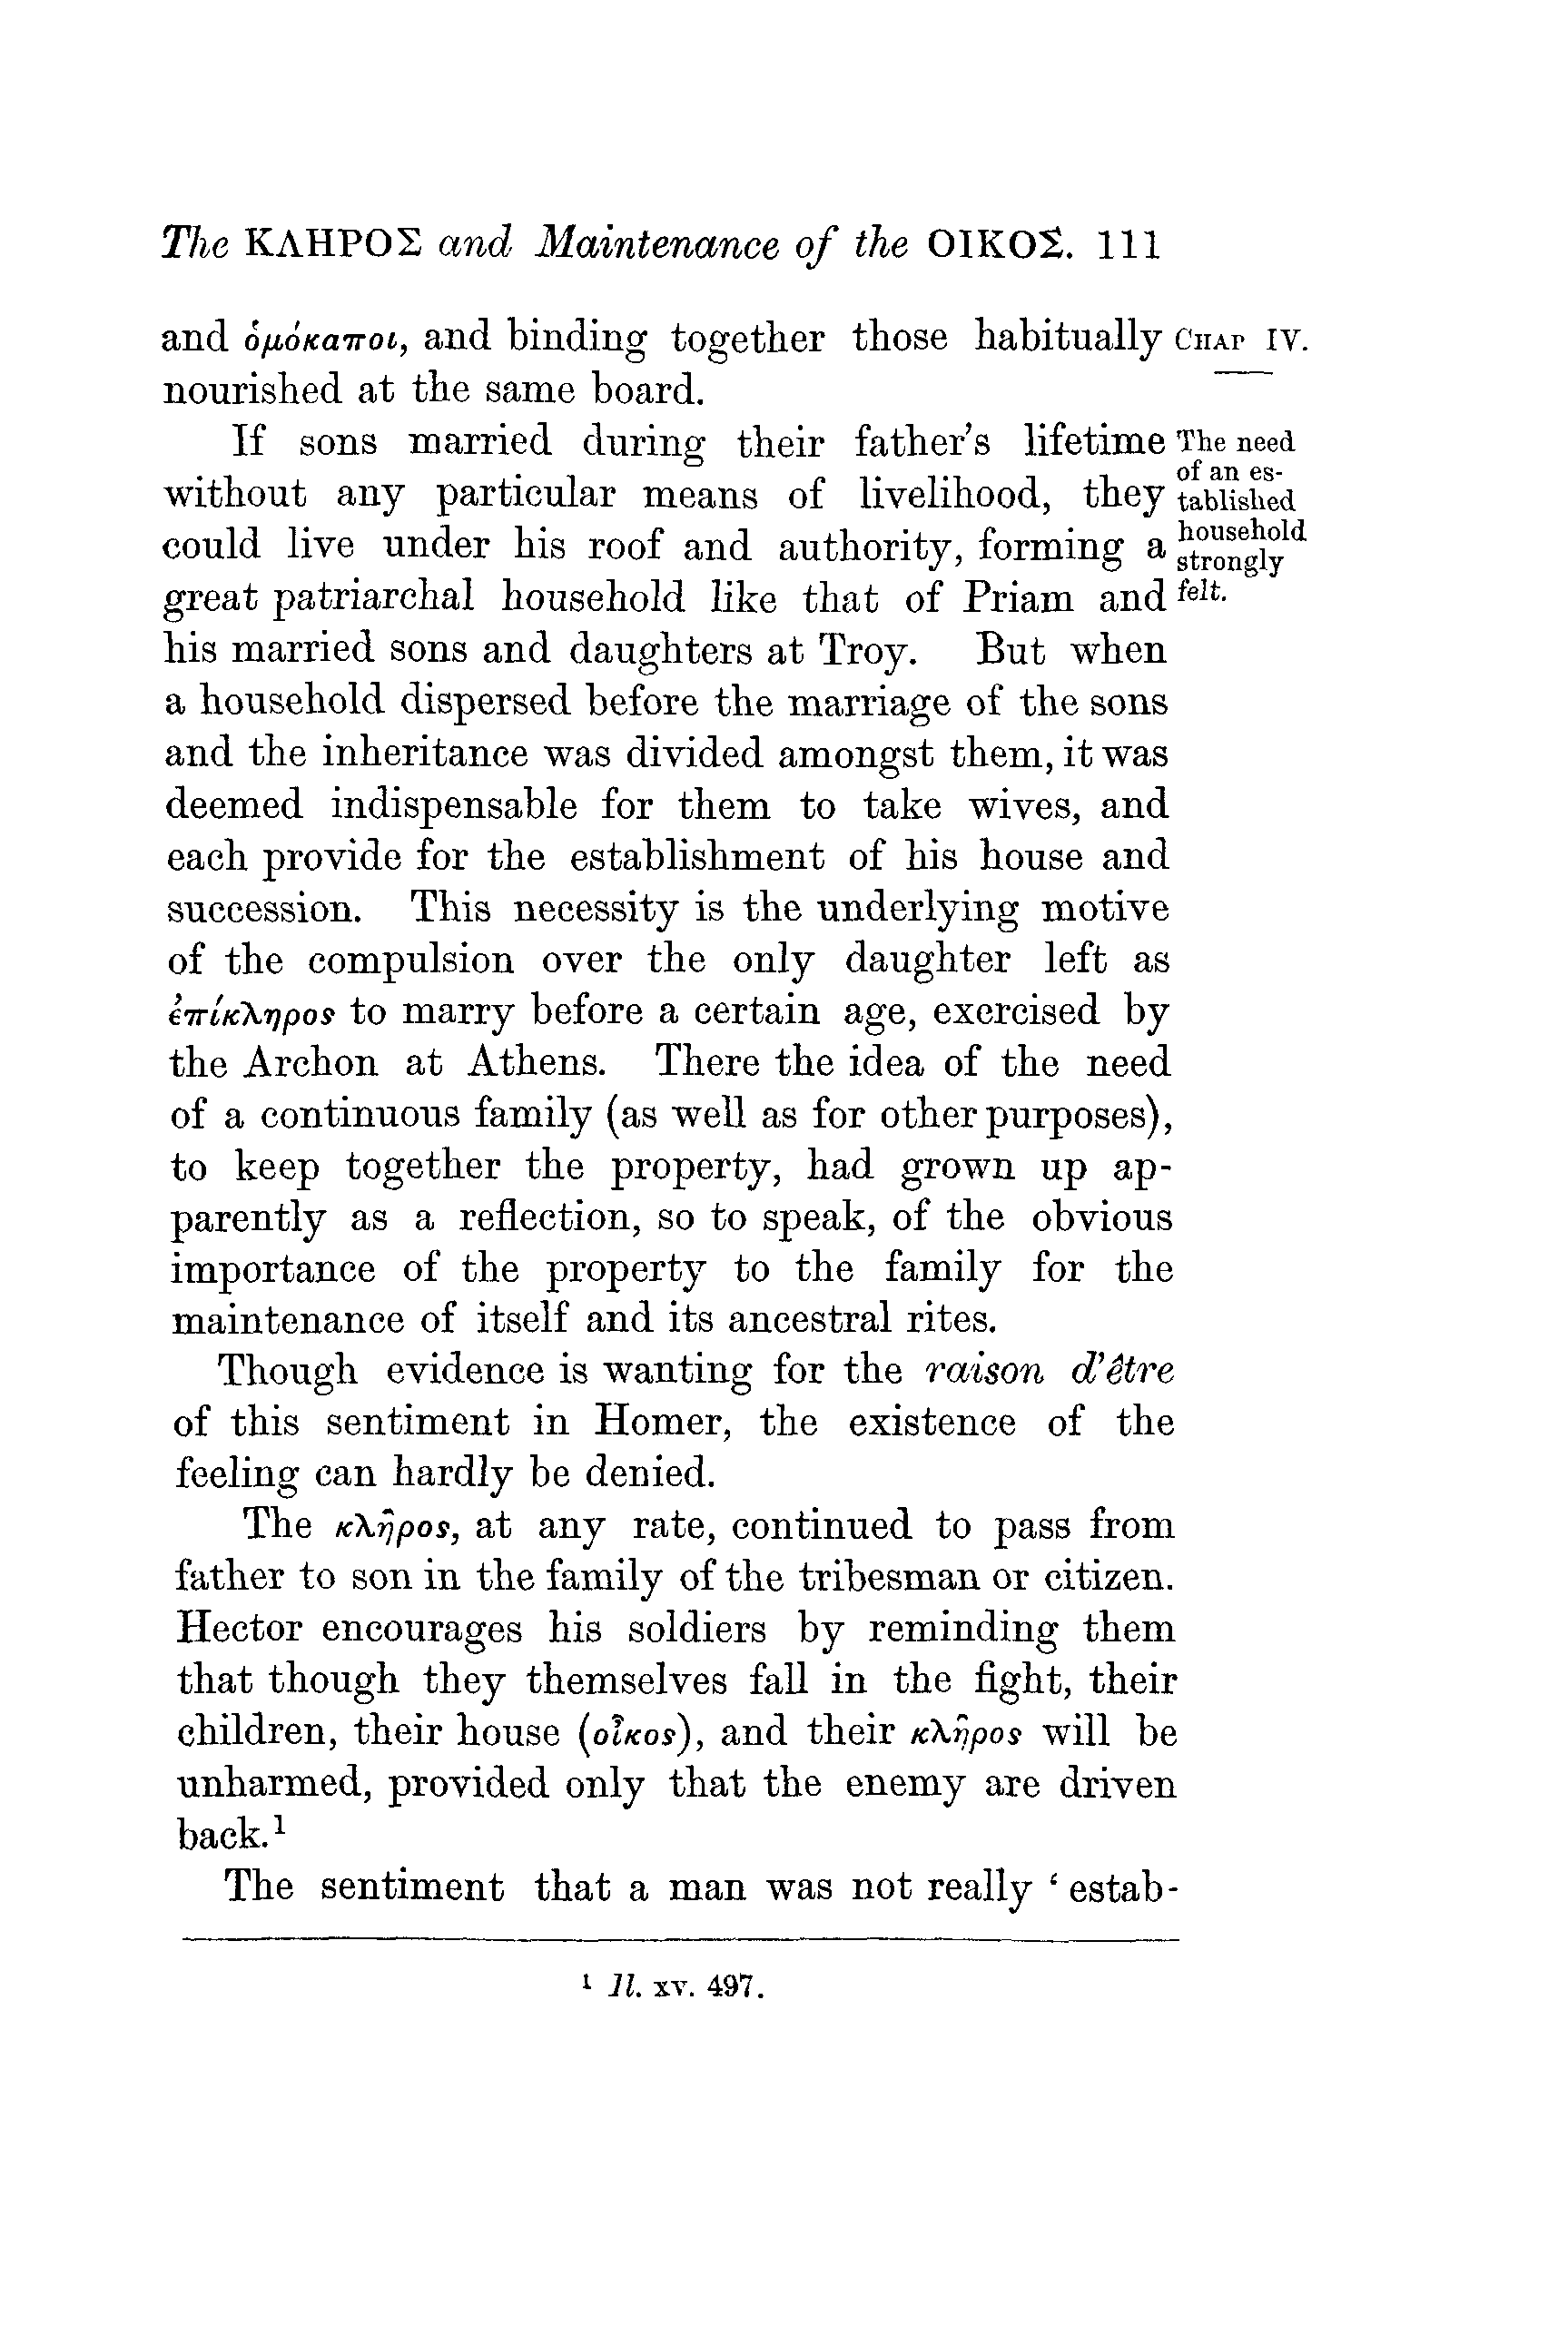 The ΚΛΗΡΟΣ and Maintenance of the ΟΙΚΟΣ. 111
and ὁμόκαποι, and binding together those habitually
nourished at the same board.
CHAP IV.
If sons married during their father's lifetime
without any particular means of livelihood, they
could live under his roof and authority, forming a
great patriarchal household like that of Priam and
his married sons and daughters at Troy. But when
a household dispersed before the marriage of the sons
and the inheritance was divided amongst them, it was
deemed indispensable for them to take wives, and
each provide for the establishment of his house and
succession. This necessity is the underlying motive
of the compulsion over the only daughter left as
ἐπίκληρος to marry before a certain age, exercised by
the Archon at Athens. There the idea of the need
of a continuous family (as well as for other purposes),
to keep together the property, had grown up ap-
parently as a reflection, so to speak, of the obvious
importance of the property to the family for the
maintenance of itself and its ancestral rites.
The need
of an es-
tablished
household
strongly
felt.
Though evidence is wanting for the raison d'être
of this sentiment in Homer, the existence of the
feeling can hardly be denied.
The κλῆρος, at any rate, continued to pass from
father to son in the family of the tribesman or citizen.
Hector encourages his soldiers by reminding them
that though they themselves fall in the fight, their
children, their house (οἶκος), and their κλῆρος will be
unharmed, provided only that the enemy are driven
back.¹
The sentiment that a man was not really ‘ estab-
¹ Il. xv. 497.